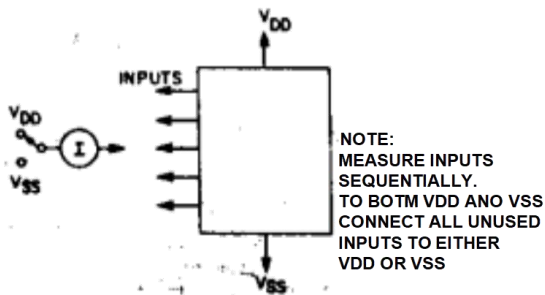 VDD
INPUTS
VDD
I
VSS
VSS
NOTE:
MEASURE INPUTS
SEQUENTIALLY.
TO BOTM VDD ANO VSS
CONNECT ALL UNUSED
INPUTS TO EITHER
VDD OR VSS